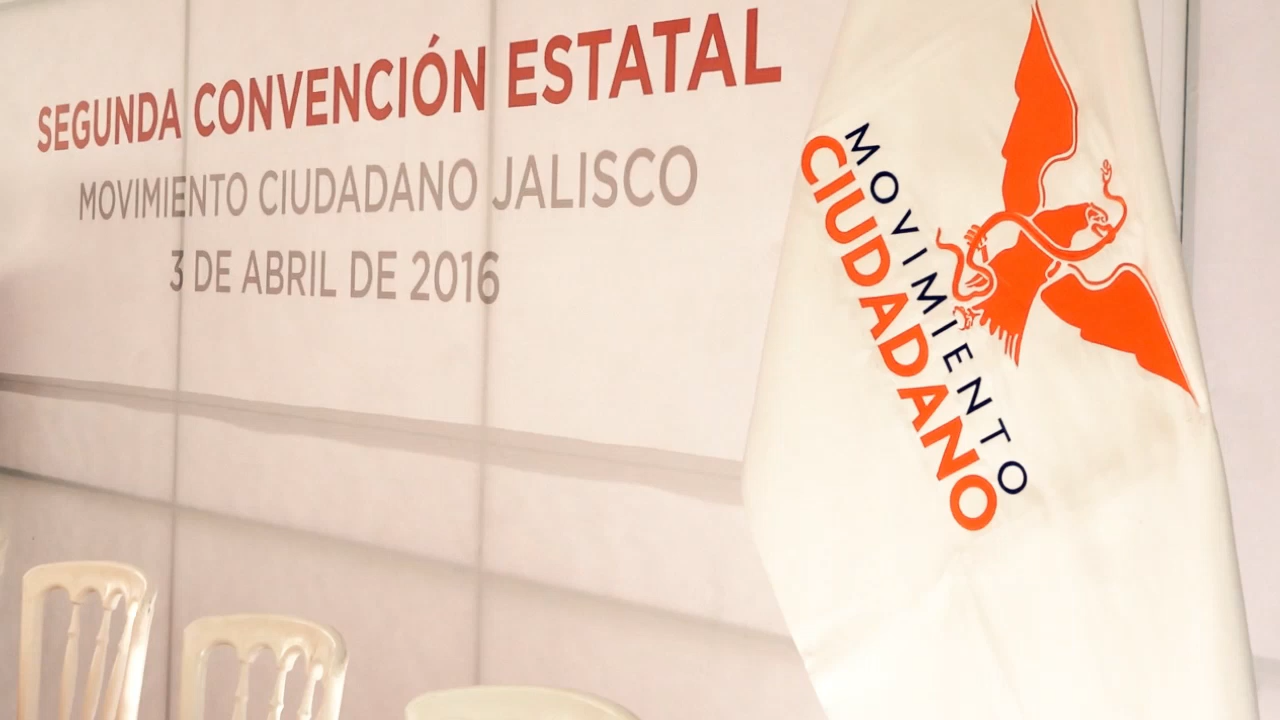 SEGUNDA CONVENCIÓN ESTATAL
MOVIMIENTO CIUDADANO JALISCO
3 DE ABRIL DE 2016
MOVIMIENTO
CIUDADANO